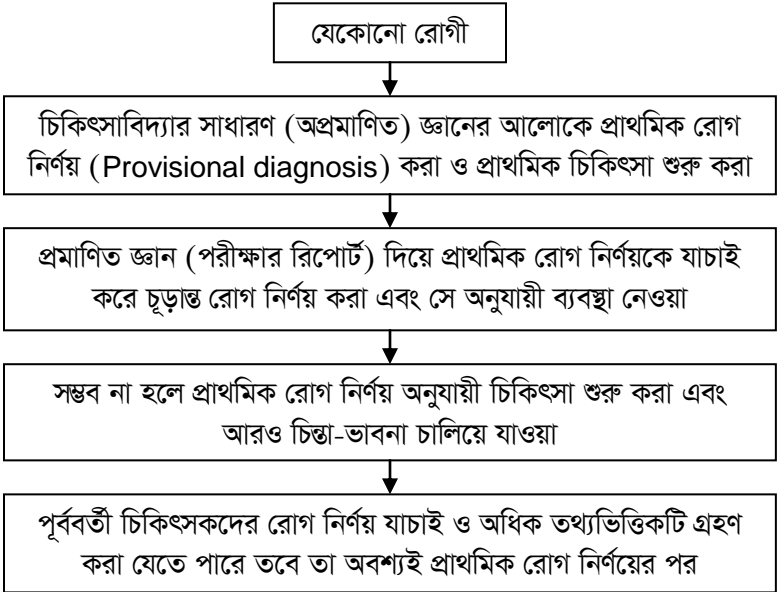 যেকোনো রোগী
চিকিৎসাবিদ্যার সাধারণ (অপ্রমাণিত) জ্ঞানের আলোকে প্রাথমিক রোগ
নির্ণয় (Provisional diagnosis) করা ও প্রাথমিক চিকিৎসা শুরু করা
প্রমাণিত জ্ঞান (পরীক্ষার রিপোর্ট) দিয়ে প্রাথমিক রোগ নির্ণয়কে যাচাই
করে চূড়ান্ত রোগ নির্ণয় করা এবং সে অনুযায়ী ব্যবস্থা নেওয়া
সম্ভব না হলে প্রাথমিক রোগ নির্ণয় অনুযায়ী চিকিৎসা শুরু করা এবং
আরও চিন্তা-ভাবনা চালিয়ে যাওয়া
পূর্ববর্তী চিকিৎসকদের রোগ নির্ণয় যাচাই ও অধিক তথ্যভিত্তিকটি গ্রহণ
করা যেতে পারে তবে তা অবশ্যই প্রাথমিক রোগ নির্ণয়ের পর